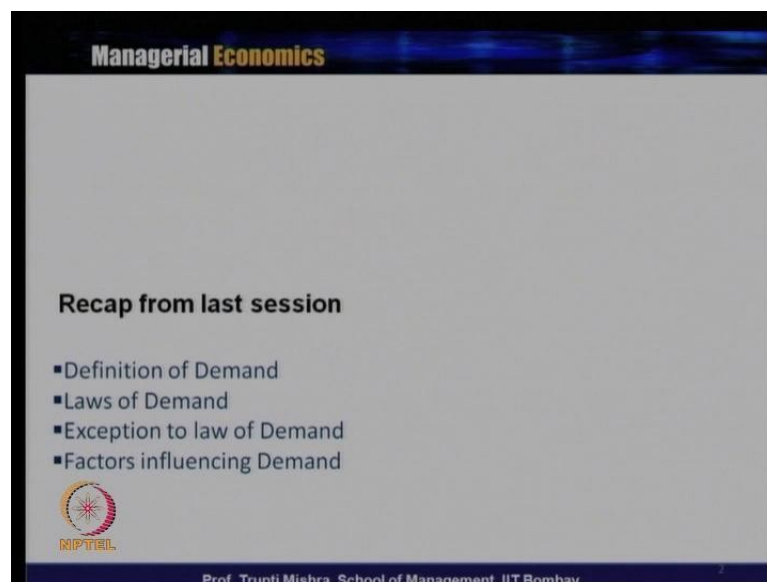 Managerial Economics
Recap from last session
▪Definition of Demand
▪Laws of Demand
▪Exception to law of Demand
▪Factors influencing Demand
NPTEL
Prof. Trupti Mishra, School of Management, IIT Bombay
2